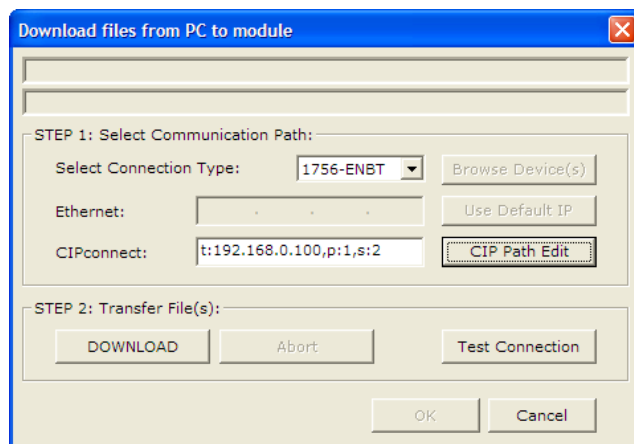 Download files from PC to module
STEP 1: Select Communication Path:
Select Connection Type: 1756-ENBT Browse Device(s)
Ethernet: . . . Use Default IP
CIPconnect: t:192.168.0.100,p:1,s:2 CIP Path Edit
STEP 2: Transfer File(s):
DOWNLOAD Abort Test Connection
OK Cancel